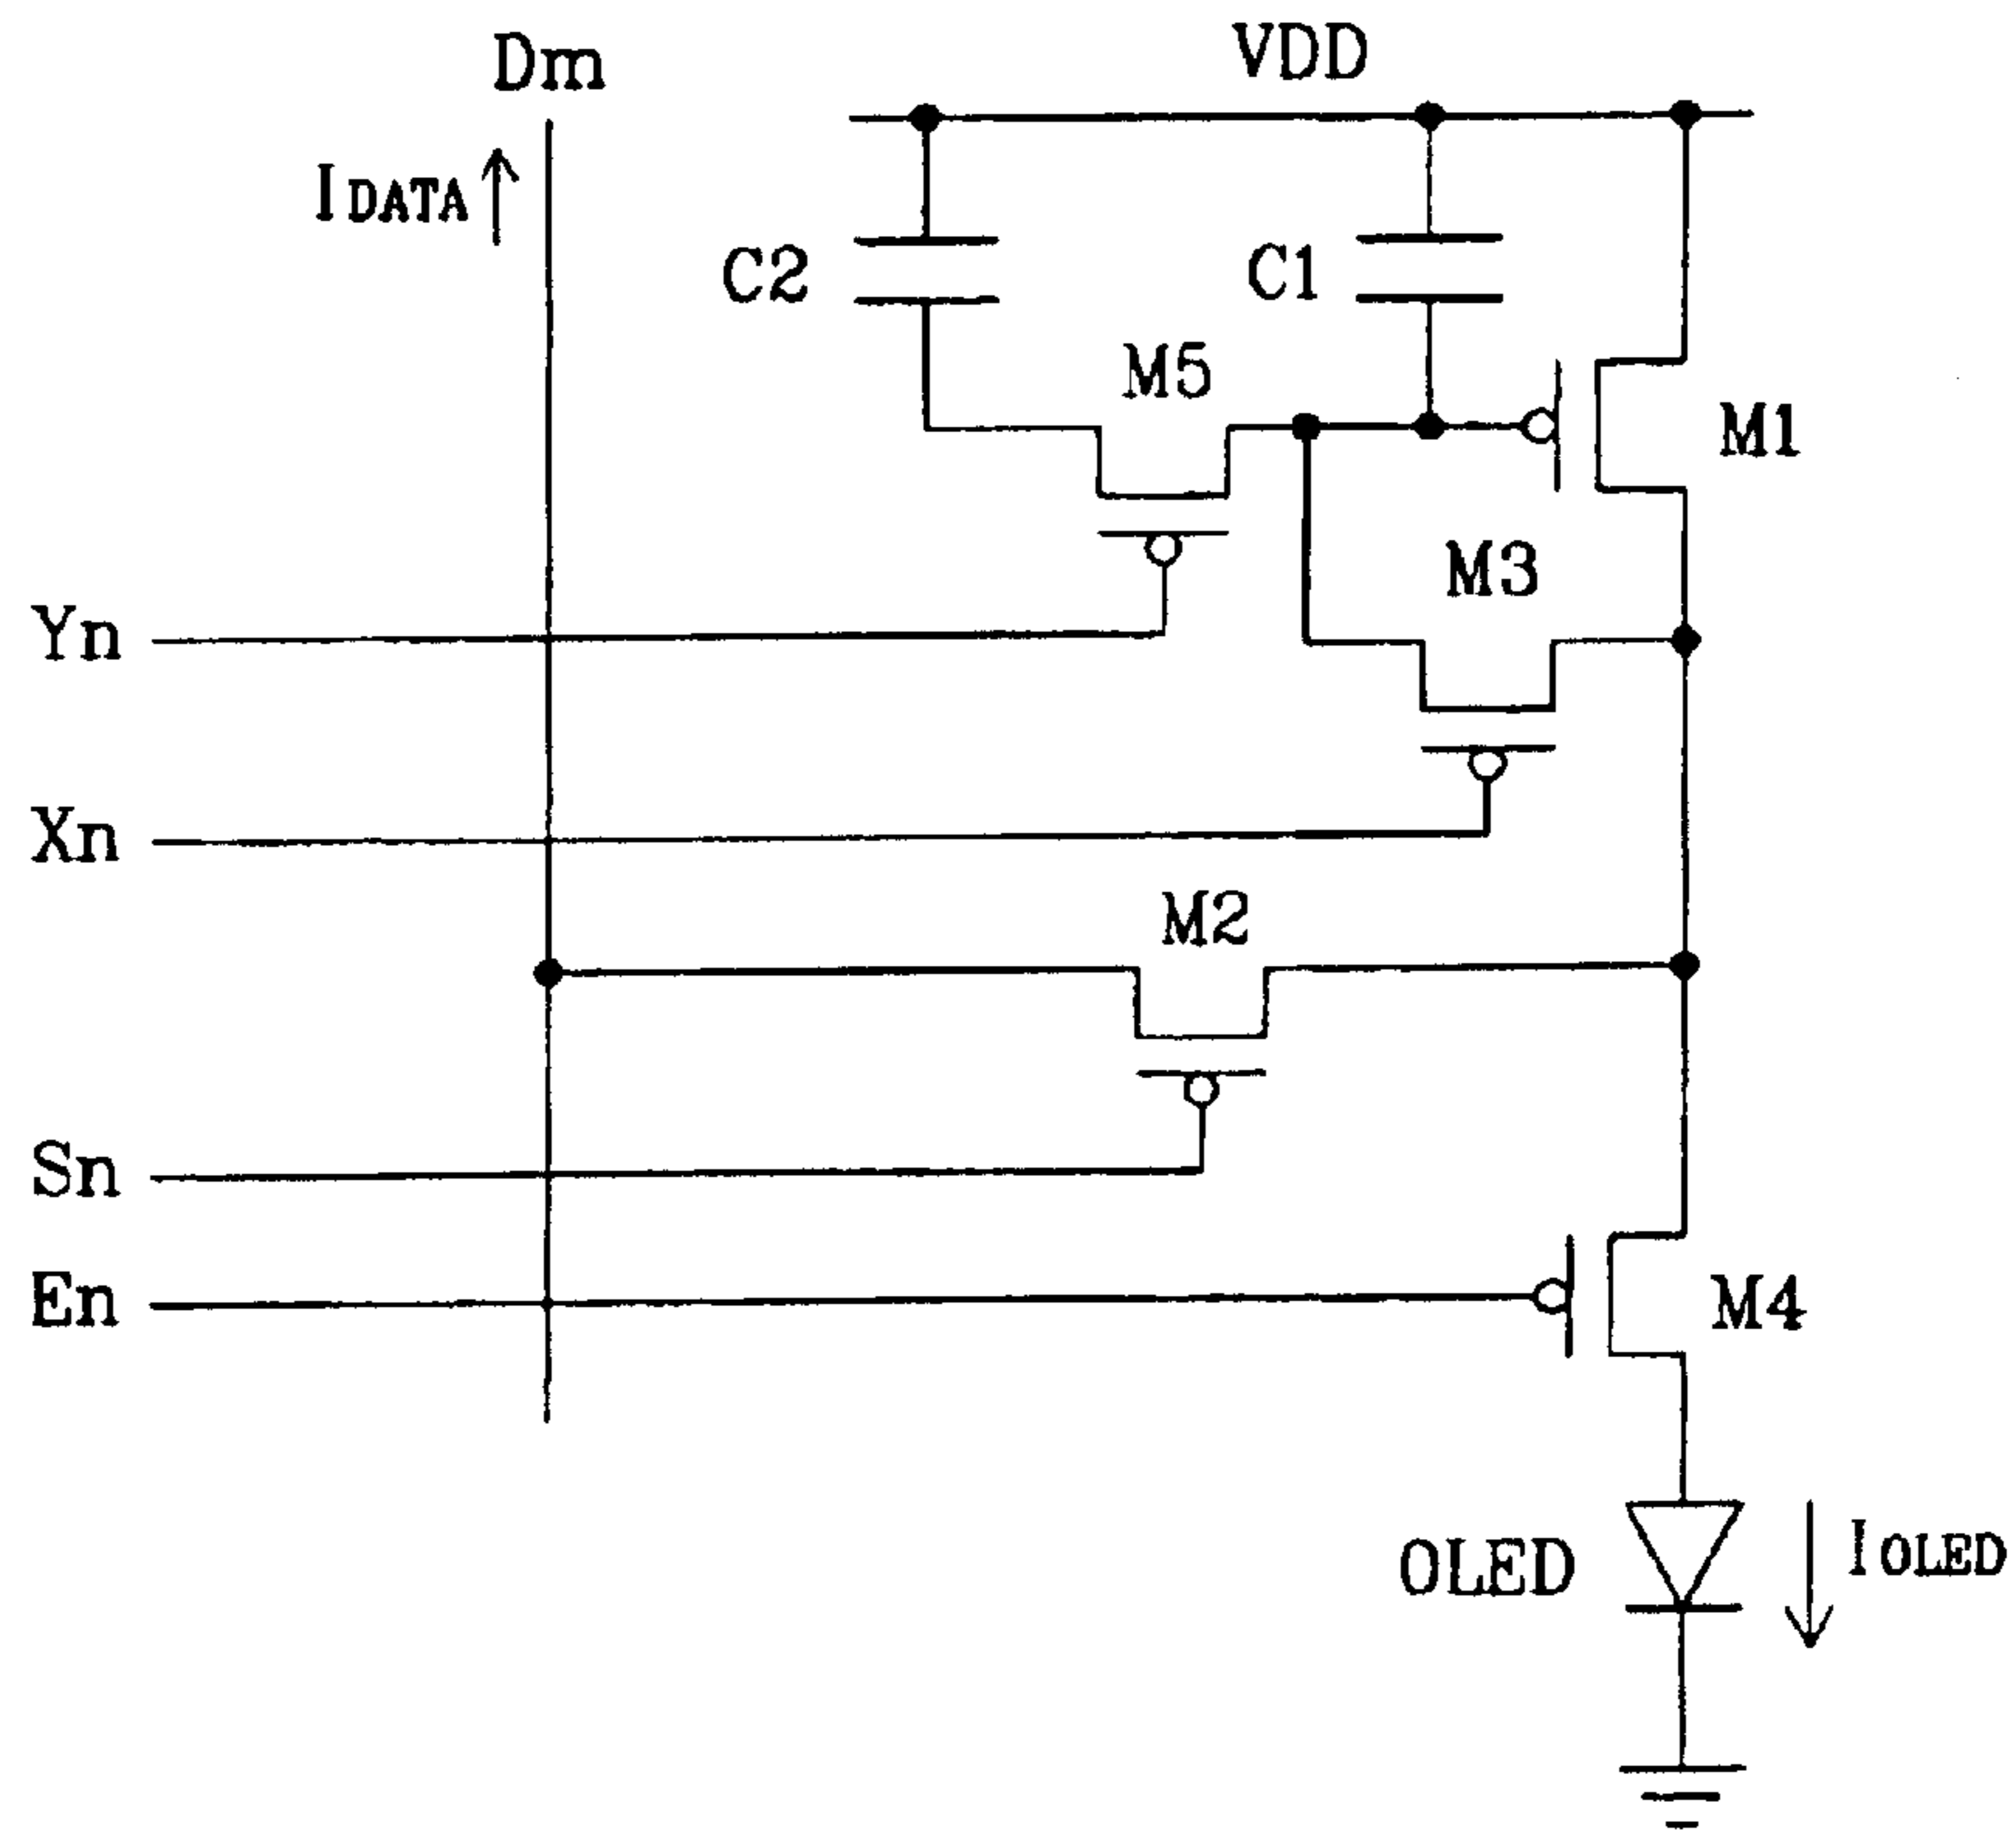 Dm
VDD
IDATA
C2
C1
M5
M1
M3
Yn
Xn
M2
Sn
En
M4
OLED
IOLED